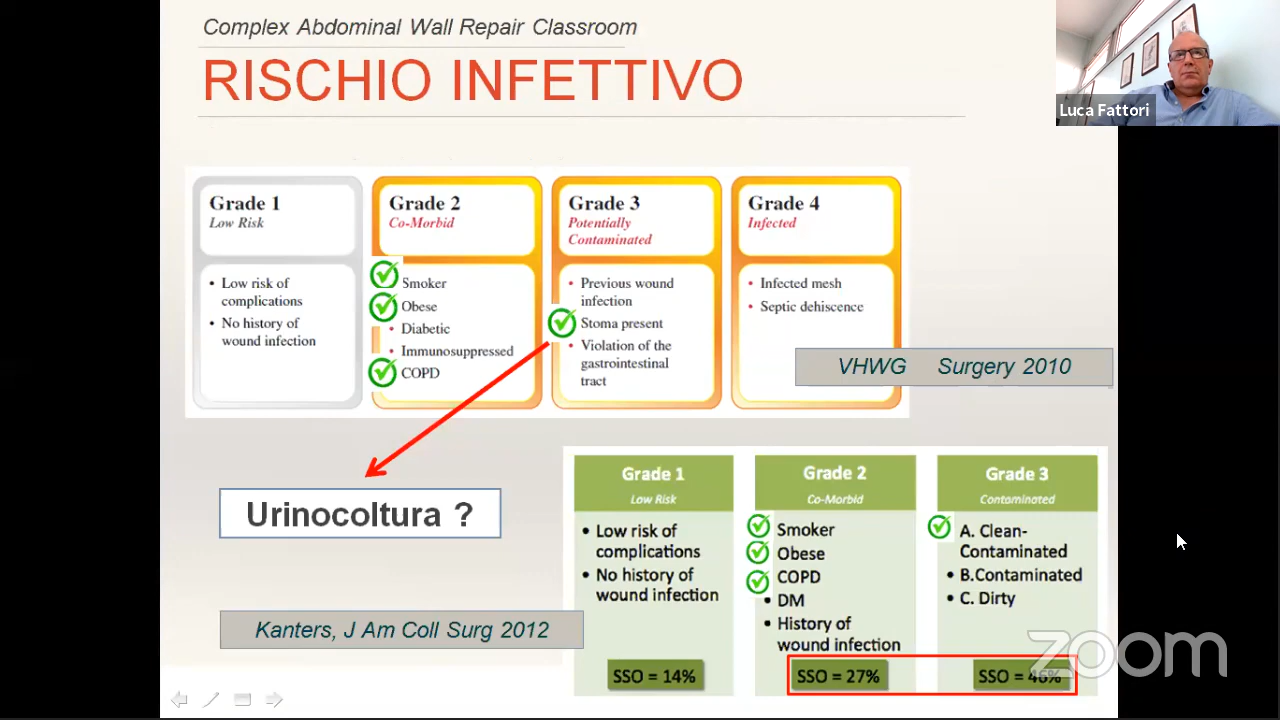 Complex Abdominal Wall Repair Classroom
RISCHIO INFETTIVO
Luca Fattori
Grade 1
Low Risk
• Low risk of
complications
• No history of
wound infection
Grade 2
Co-Morbid
Smoker
Obese
• Diabetic
• Immunosuppressed
COPD
Grade 3
Potentially
Contaminated
• Previous wound
infection
Stoma present
• Violation of the
gastrointestinal
tract
Grade 4
Infected
• Infected mesh
• Septic dehiscence
VHWG Surgery 2010
Urinocoltura ?
Kanters, J Am Coll Surg 2012
Grade 1
Low Risk
• Low risk of
complications
• No history of
wound infection
SSO = 14%
Grade 2
Co-Morbid
Smoker
Obese
COPD
• DM
• History of
wound infection
SSO = 27%
Grade 3
Contaminated
A. Clean-
Contaminated
• B.Contaminated
• C. Dirty
SSO = 46%
zoom